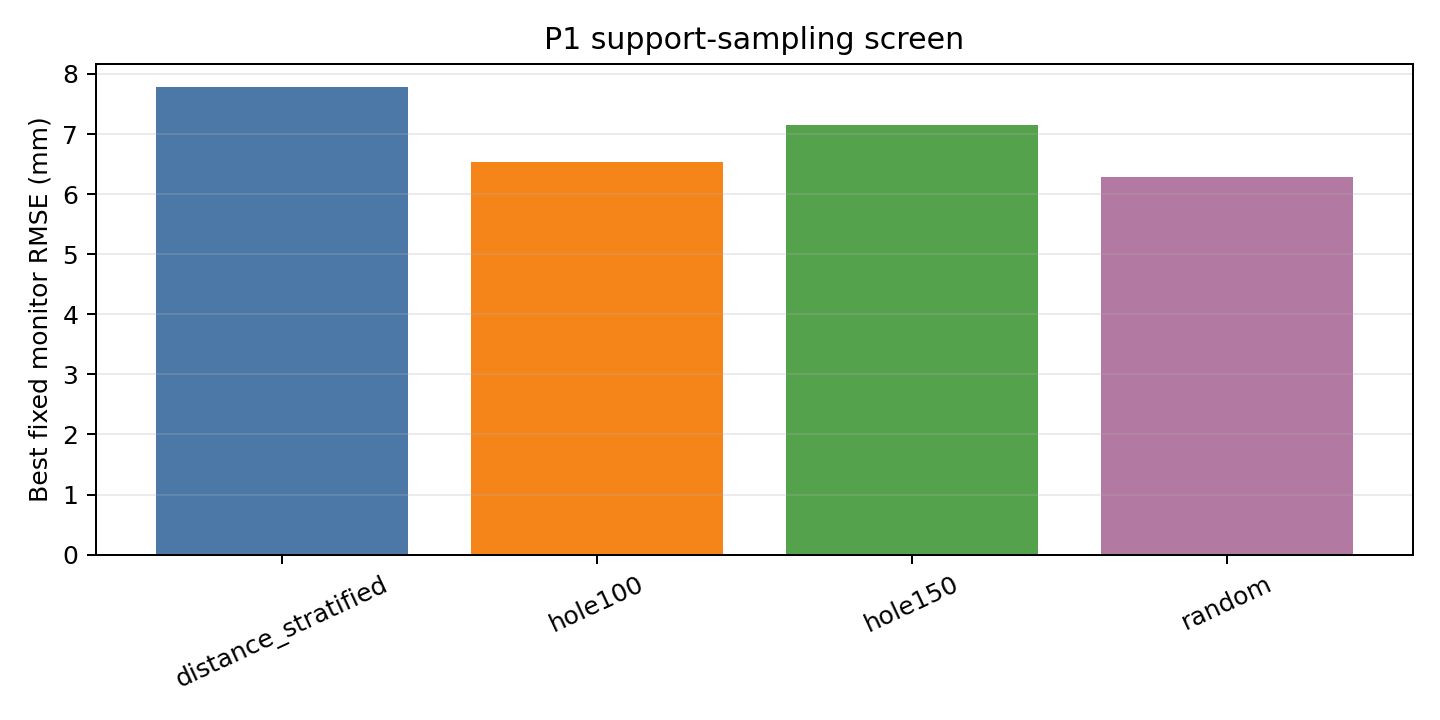 P1 support-sampling screen
Best fixed monitor RMSE (mm)
8
7
6
5
4
3
2
1
0
distance_stratified
hole100
hole150
random